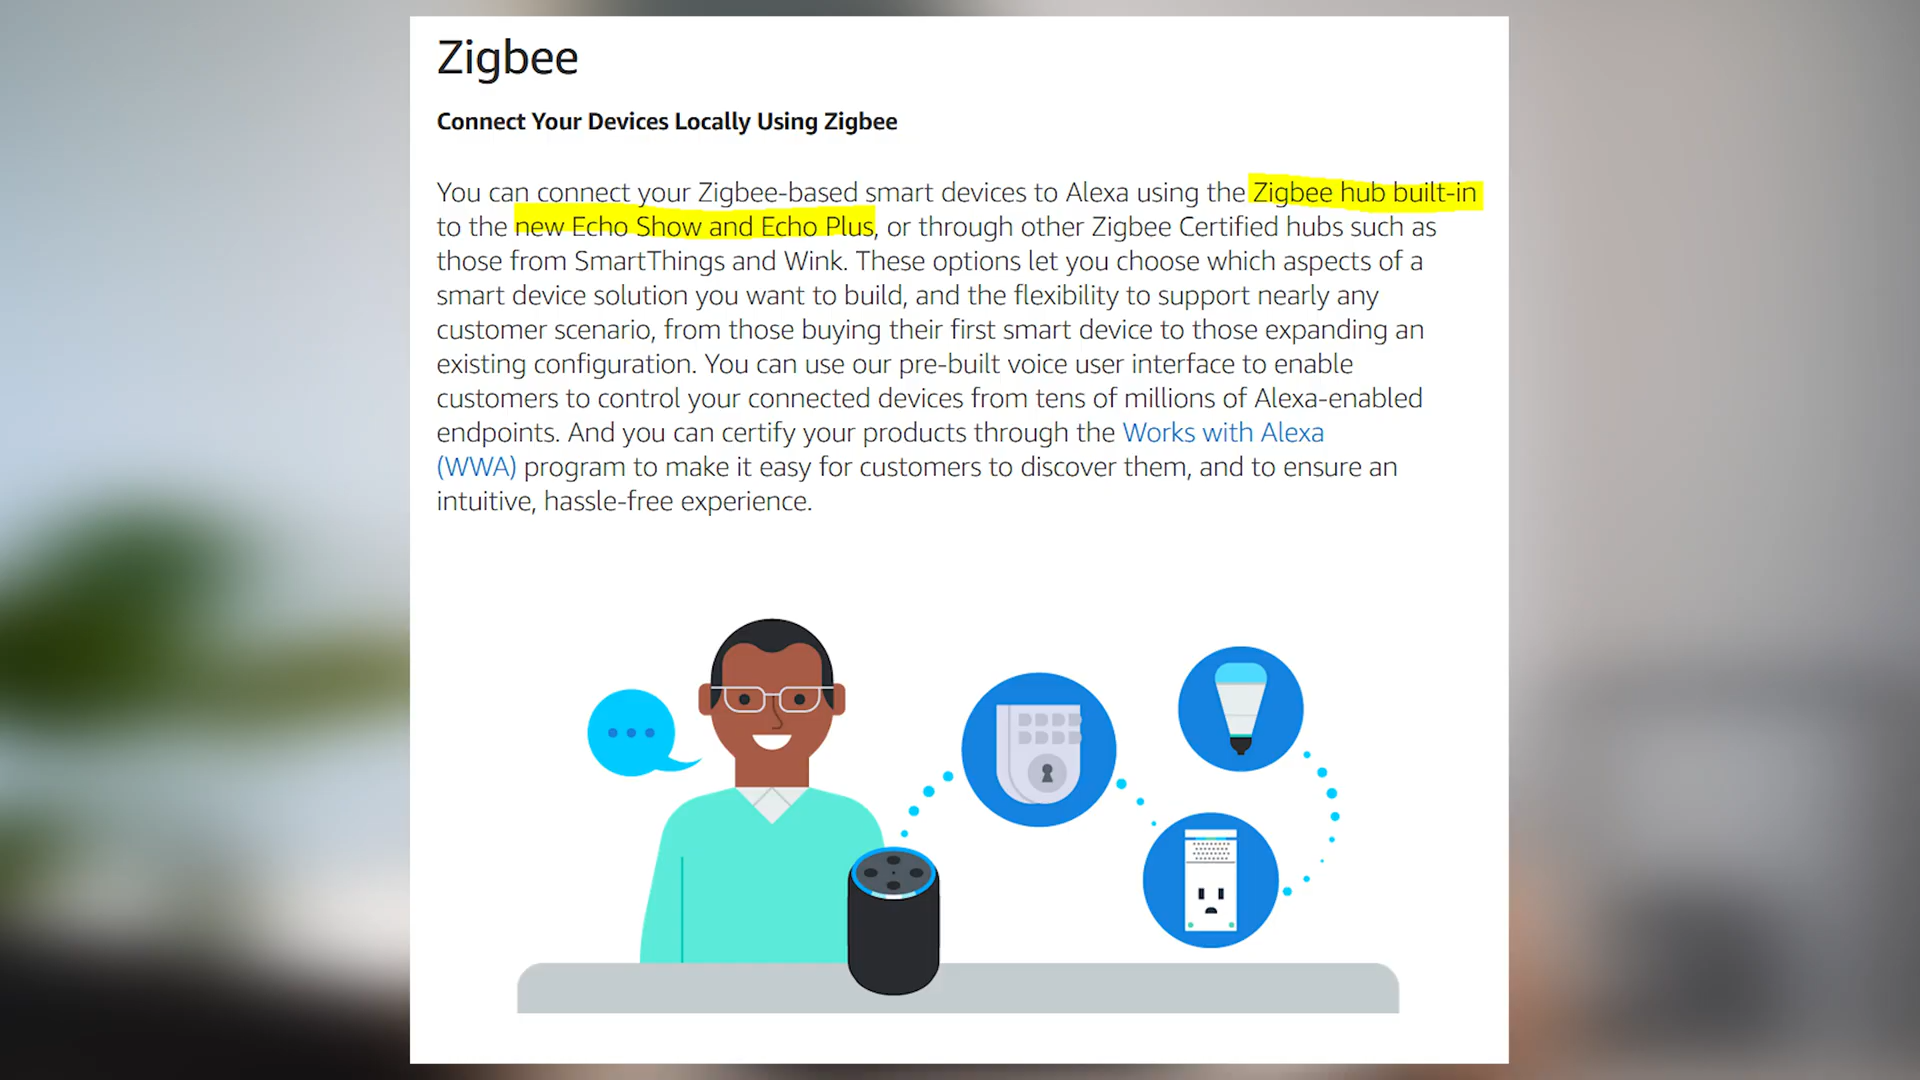 Zigbee
Connect Your Devices Locally Using Zigbee
You can connect your Zigbee-based smart devices to Alexa using the Zigbee hub built-in
to the new Echo Show and Echo Plus, or through other Zigbee Certified hubs such as
those from SmartThings and Wink. These options let you choose which aspects of a
smart device solution you want to build, and the flexibility to support nearly any
customer scenario, from those buying their first smart device to those expanding an
existing configuration. You can use our pre-built voice user interface to enable
customers to control your connected devices from tens of millions of Alexa-enabled
endpoints. And you can certify your products through the Works with Alexa
(WWA) program to make it easy for customers to discover them, and to ensure an
intuitive, hassle-free experience.